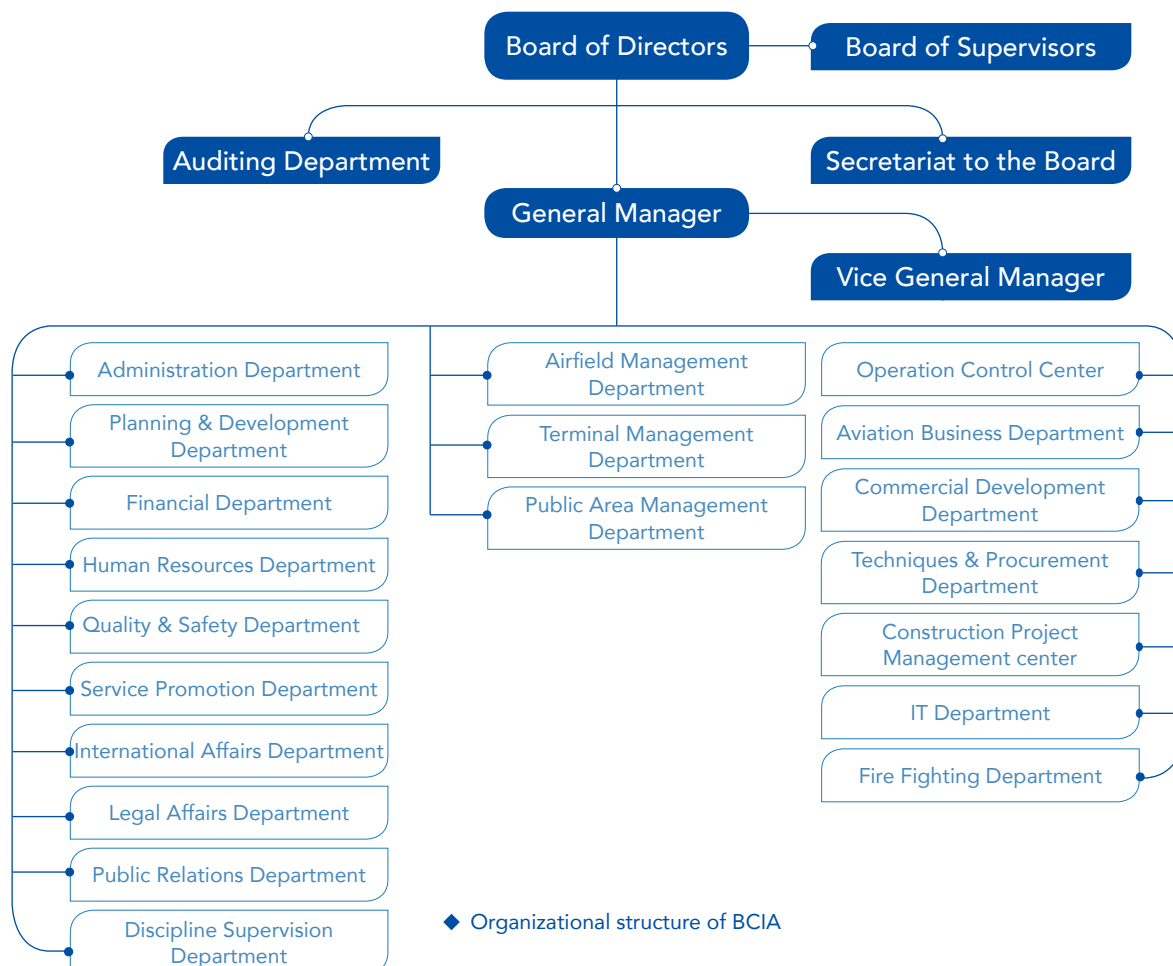 Board of Directors
Board of Supervisors
Auditing Department
Secretariat to the Board
General Manager
Vice General Manager
Administration Department
Planning & Development
Department
Financial Department
Human Resources Department
Quality & Safety Department
Service Promotion Department
International Affairs Department
Legal Affairs Department
Public Relations Department
Discipline Supervision
Department
Airfield Management
Department
Terminal Management
Department
Public Area Management
Department
Operation Control Center
Aviation Business Department
Commercial Development
Department
Techniques & Procurement
Department
Construction Project
Management center
IT Department
Fire Fighting Department
◆ Organizational structure of BCIA